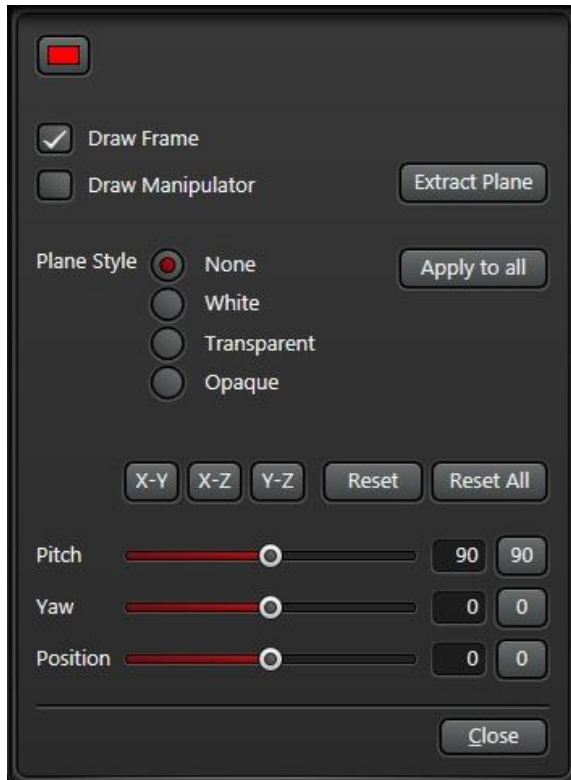 Draw Frame
Draw Manipulator Extract Plane
Plane Style None Apply to all
White
Transparent
Opaque
X-Y X-Z Y-Z Reset Reset All
Pitch 90 90
Yaw 0 0
Position 0 0
Close